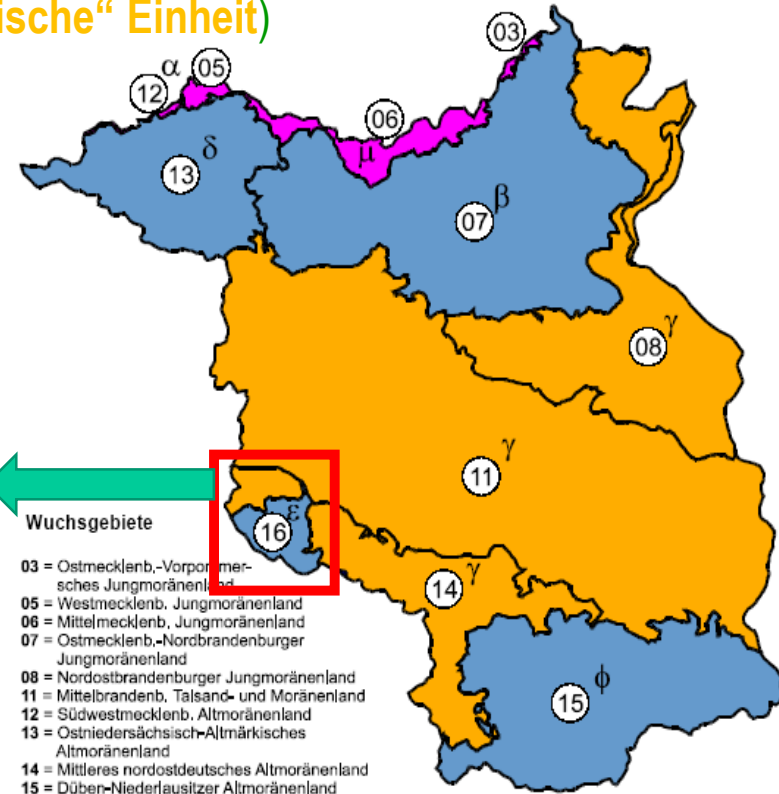 ische“ Einheit)
03
α
05
12
06
μ
δ
13
β
07
γ
08
γ
11
ε
16
γ
14
ϕ
15
Wuchsgebiete
03 = Ostmecklenb.-Vorpommer-
sches Jungmoränenland
05 = Westmecklenb. Jungmoränenland
06 = Mittelmecklenb. Jungmoränenland
07 = Ostmecklenb.-Nordbrandenburger
Jungmoränenland
08 = Nordostbrandenburger Jungmoränenland
11 = Mittelbrandenb. Talsand- und Moränenland
12 = Südwestmecklenb. Altmoränenland
13 = Ostniedersächsisch-Altmärkisches
Altmoränenland
14 = Mittleres nordostdeutsches Altmoränenland
15 = Düben-Niederlausitzer Altmoränenland